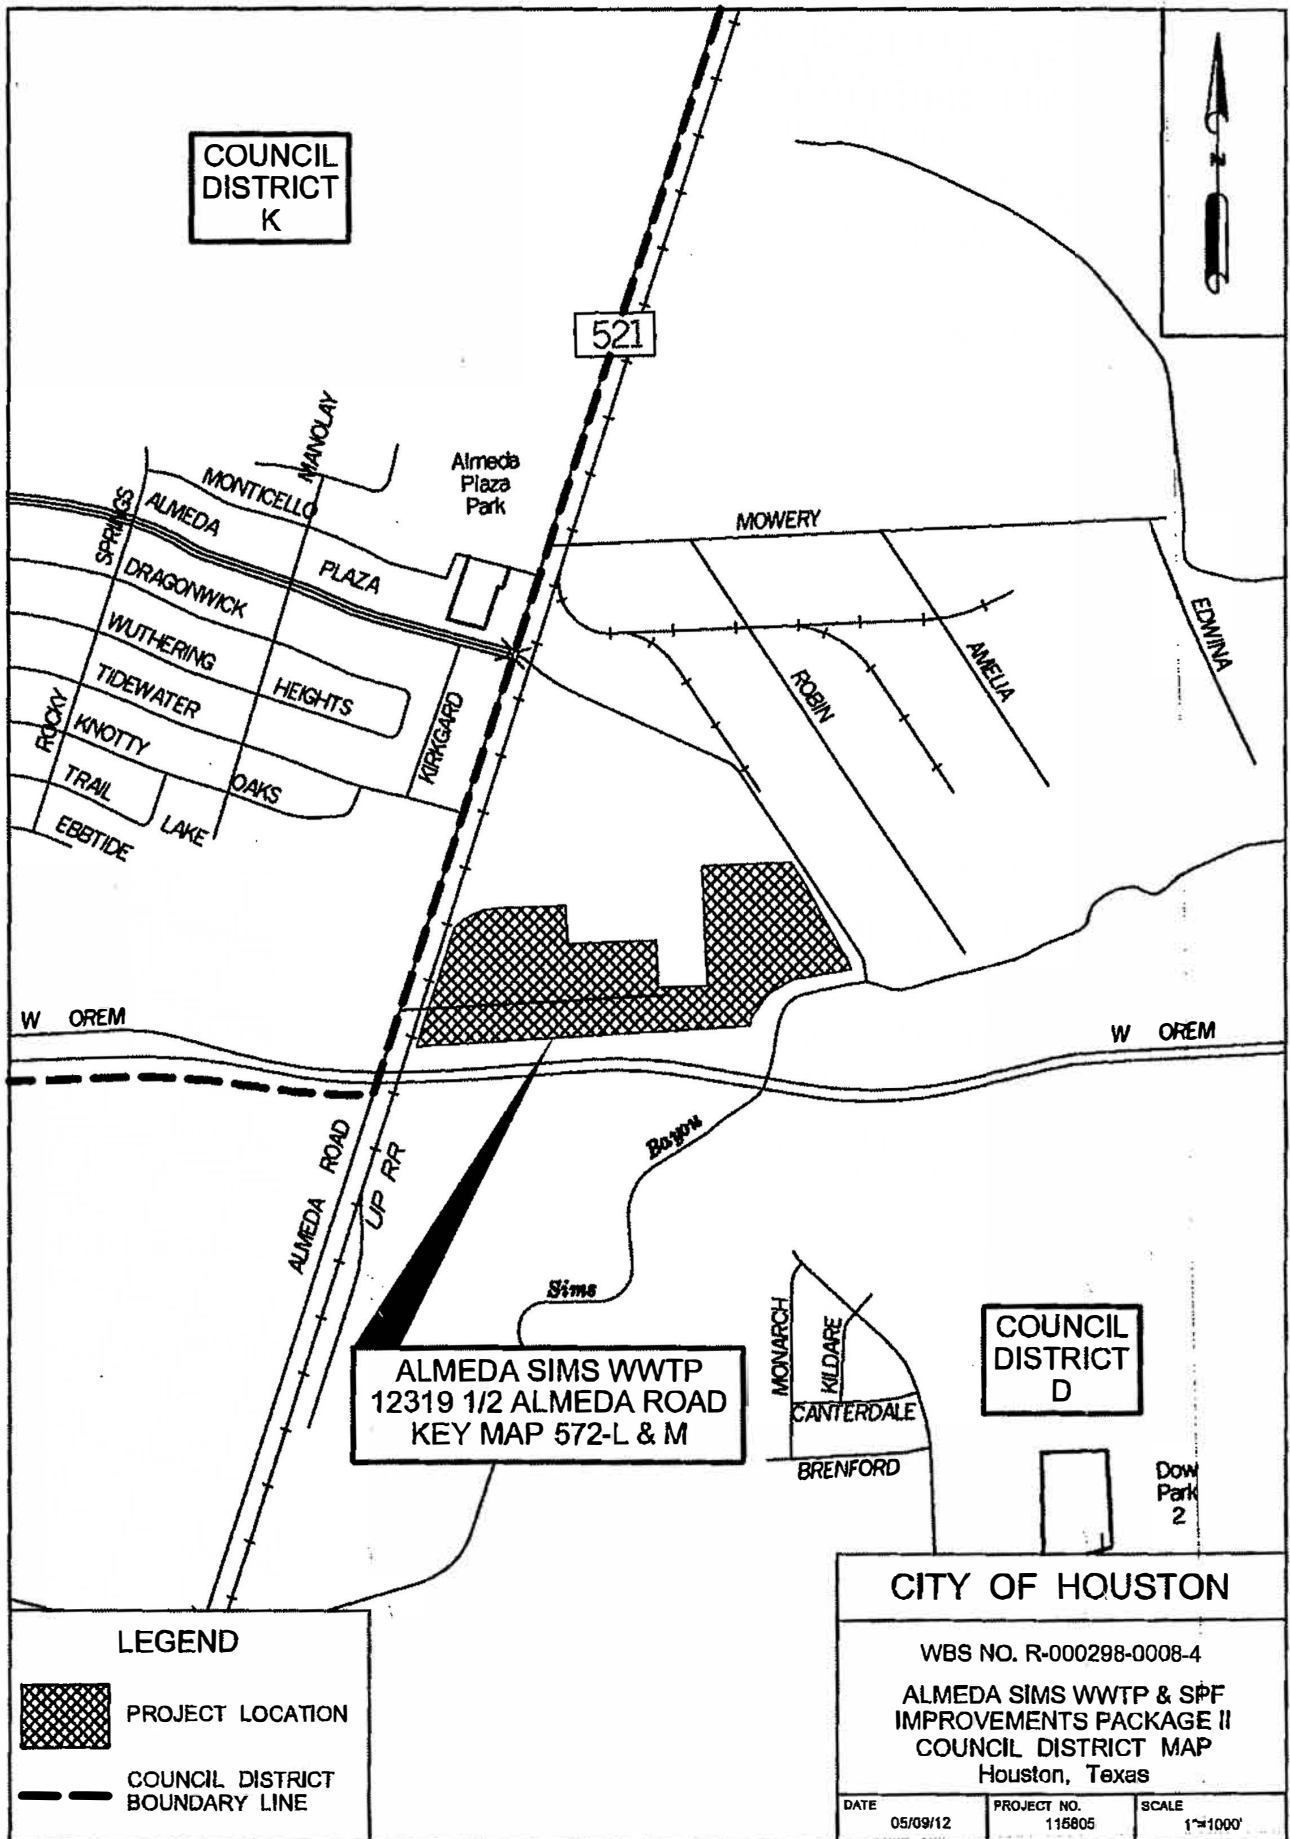 COUNCIL
DISTRICT
K
N
521
MANOLAY
Almeda
Plaza
Park
MONTICELLO
SPRINGS
ALMEDA
PLAZA
MOWERY
DRAGONWICK
WUTHERING
HEIGHTS
TIDEWATER
ROCKY
KNOTTY
OAKS
TRAIL
LAKE
EBBTIDE
KIRKGARD
ROBIN
AMELIA
EDWINA
W OREM
W OREM
ALMEDA ROAD
UP RR
Bayou
Sims
ALMEDA SIMS WWTP
12319 1/2 ALMEDA ROAD
KEY MAP 572-L & M
MONARCH
KILDARE
CANTERDALE
BRENFORD
COUNCIL
DISTRICT
D
Dow
Park
2
LEGEND
PROJECT LOCATION
COUNCIL DISTRICT
BOUNDARY LINE
CITY OF HOUSTON
WBS NO. R-000298-0008-4
ALMEDA SIMS WWTP & SPF
IMPROVEMENTS PACKAGE II
COUNCIL DISTRICT MAP
Houston, Texas
DATE
05/09/12
PROJECT NO.
115805
SCALE
1"=1000'